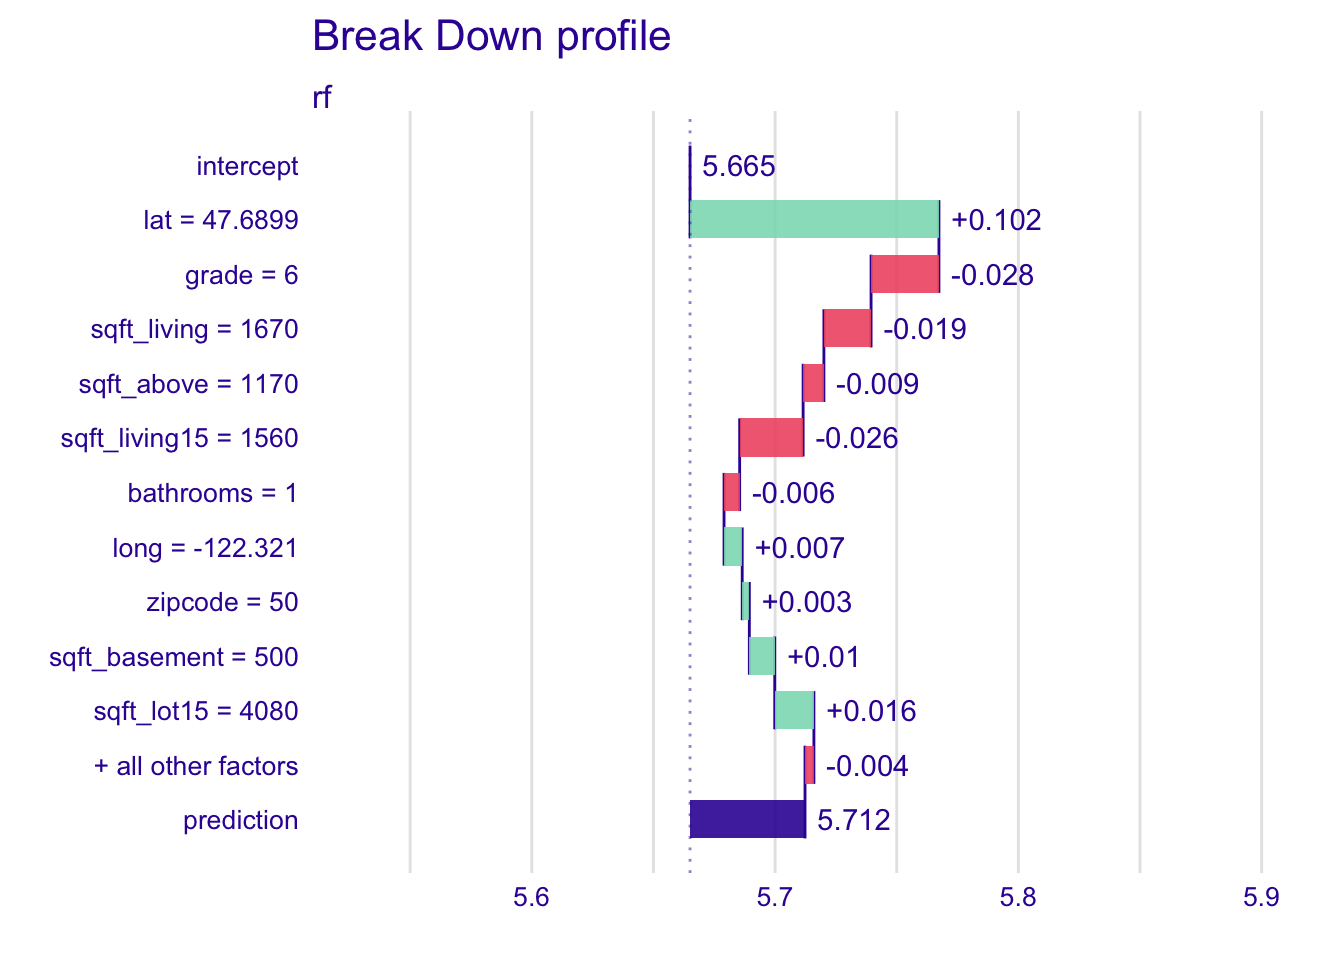 Break Down profile
rf
intercept 5.665
lat = 47.6899 +0.102
grade = 6 -0.028
sqft_living = 1670 -0.019
sqft_above = 1170 -0.009
sqft_living15 = 1560 -0.026
bathrooms = 1 -0.006
long = -122.321 +0.007
zipcode = 50 +0.003
sqft_basement = 500 +0.01
sqft_lot15 = 4080 +0.016
+ all other factors -0.004
prediction 5.712
5.6 5.7 5.8 5.9